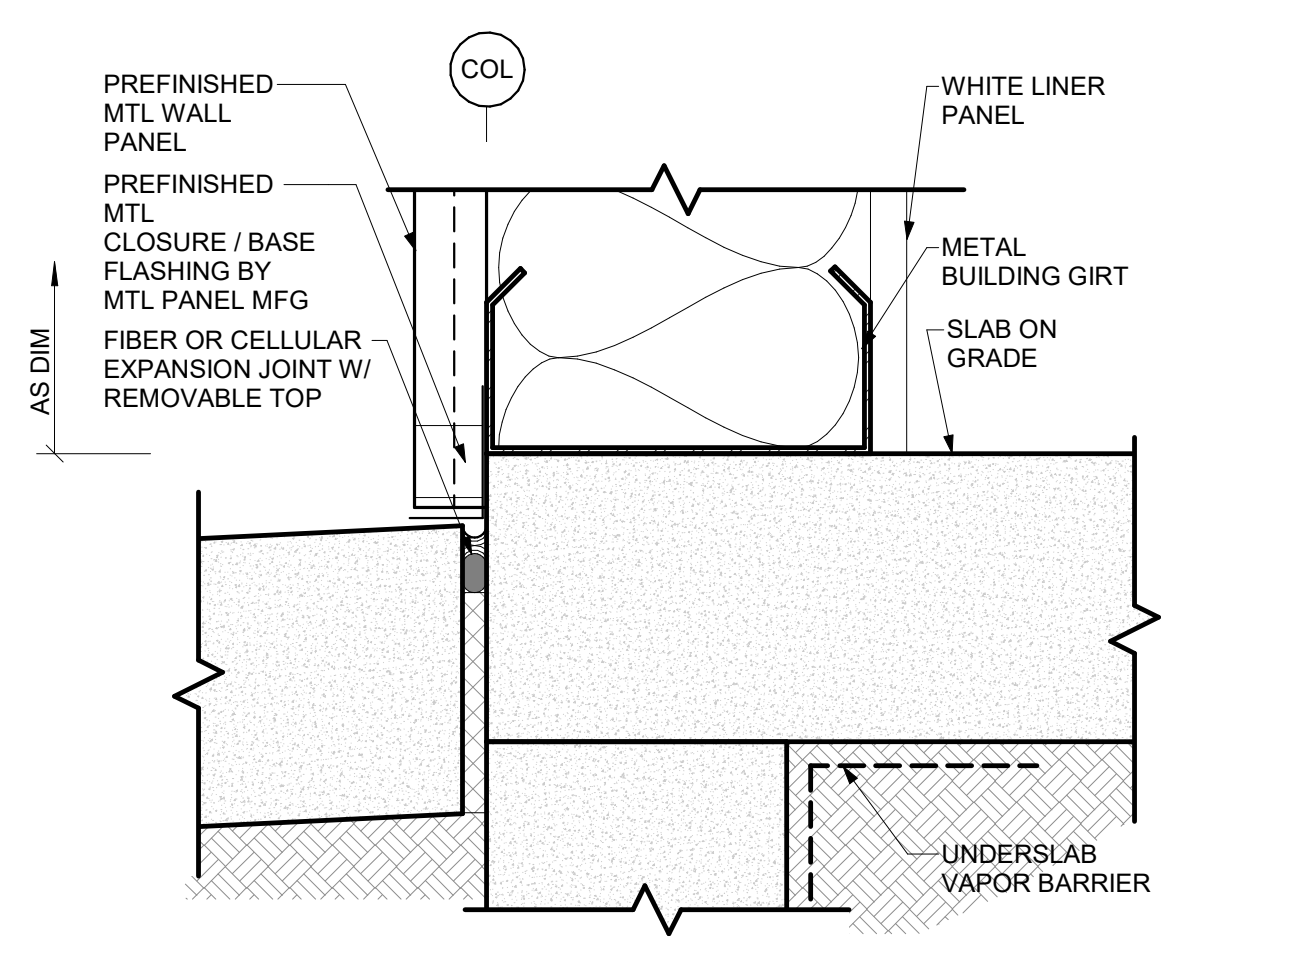 COL
PREFINISHED
MTL WALL
PANEL
PREFINISHED
MTL
CLOSURE / BASE
FLASHING BY
MTL PANEL MFG
FIBER OR CELLULAR
EXPANSION JOINT W/
REMOVABLE TOP
AS DIM
WHITE LINER
PANEL
METAL
BUILDING GIRT
SLAB ON
GRADE
UNDERSLAB
VAPOR BARRIER